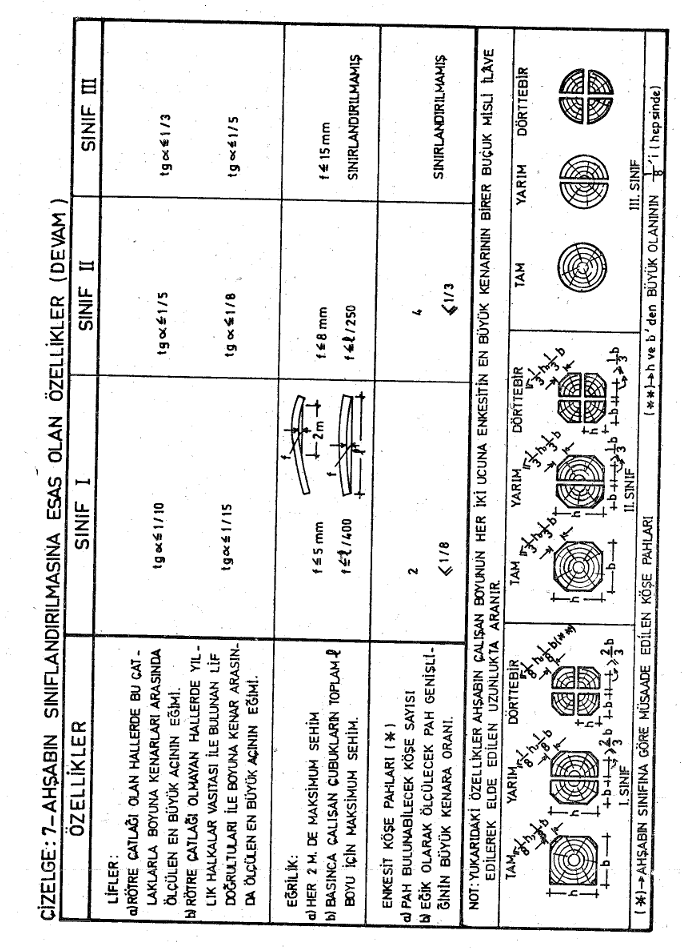 ÇİZELGE: 7-AHŞABIN SINIFLANDIRILMASINA ESAS OLAN ÖZELLİKLER (DEVAM)
ÖZELLİKLER
SINIF I
SINIF II
SINIF III
LİFLER:
a) RÖTRE ÇATLAĞI OLAN HALLERDE BU ÇAT-
LAKLARLA BOYUNA KENARLARI ARASINDA
ÖLÇÜLEN EN BÜYÜK AÇININ EĞİMİ.
tg∝≤1/10
tg∝≤1/5
tg∝≤1/3
b) RÖTRE ÇATLAĞI OLMAYAN HALLERDE YIL-
LIK HALKALAR VASITASI İLE BULUNAN LİF
DOĞRULTULARI İLE BOYUNA KENAR ARASIN-
DA ÖLÇÜLEN EN BÜYÜK AÇININ EĞİMİ.
tg∝≤1/15
tg∝≤1/8
tg∝≤1/5
EĞRİLİK:
a) HER 2 M. DE MAKSİMUM SEHİM
f≤5 mm
f
2m
f≤8 mm
f≤15 mm
b) BASINCA ÇALIŞAN ÇUBUKLARIN TOPLAM ℓ
BOYU İÇİN MAKSİMUM SEHİM.
f≤ℓ/400
f
ℓ
f≤ℓ/250
SINIRLANDIRILMAMIŞ
ENKESİT KÖŞE PAHLARI (*)
a) PAH BULUNABİLECEK KÖŞE SAYISI
2
4
b) EĞİK OLARAK ÖLÇÜLECEK PAH GENİŞLİ-
ĞİNİN BÜYÜK KENARA ORANI.
≤1/8
≤1/3
SINIRLANDIRILMAMIŞ
NOT: YUKARIDAKİ ÖZELLİKLER AHŞABIN ÇALIŞAN BOYUNUN HER İKİ UCUNA ENKESİTİN EN BÜYÜK KENARININ BİRER BUÇUK MİSLİ İLÂVE
EDİLEREK ELDE EDİLEN UZUNLUKTA ARANIR.
TAM
YARIM
DÖRTTEBİR
TAM
YARIM
DÖRTTEBİR
TAM
YARIM
DÖRTTEBİR
I. SINIF
II. SINIF
III. SINIF
(*)→AHŞABIN SINIFINA GÖRE MÜSAADE EDİLEN KÖŞE PAHLARI
(**)→h ve b'den BÜYÜK OLANININ 1/8'i (hepsinde)